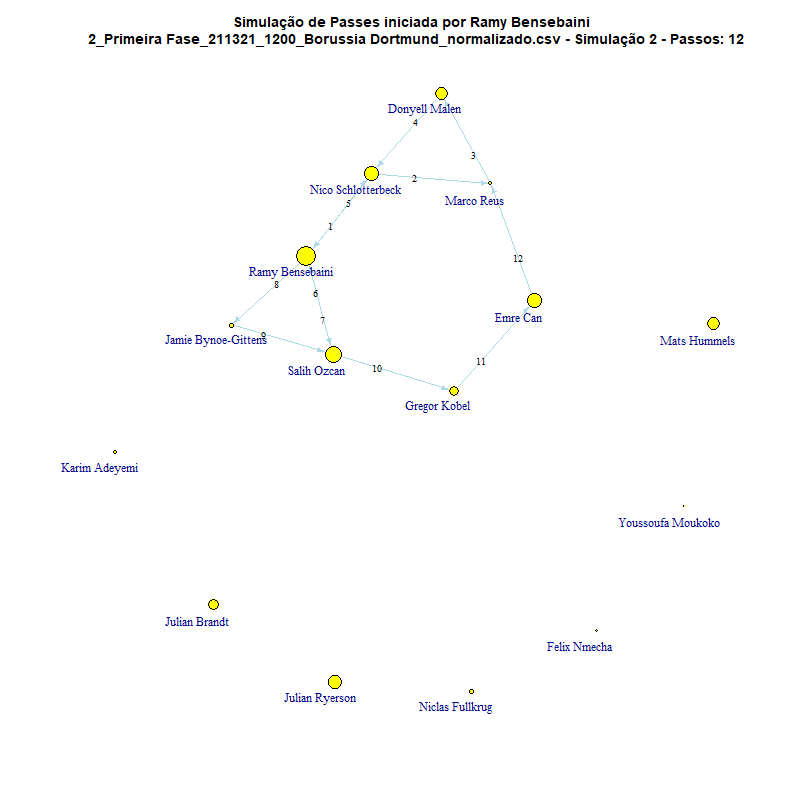 Simulação de Passes iniciada por Ramy Bensebaini
2_Primeira Fase_211321_1200_Borussia Dortmund_normalizado.csv - Simulação 2 - Passos: 12
Donyell Malen
4
3
2
Nico Schlotterbeck
Marco Reus
5
1
12
Ramy Bensebaini
8
6
Emre Can
7
9
Jamie Bynoe-Gittens
Mats Hummels
11
10
Salih Ozcan
Gregor Kobel
Karim Adeyemi
Youssoufa Moukoko
Julian Brandt
Felix Nmecha
Julian Ryerson
Niclas Fullkrug